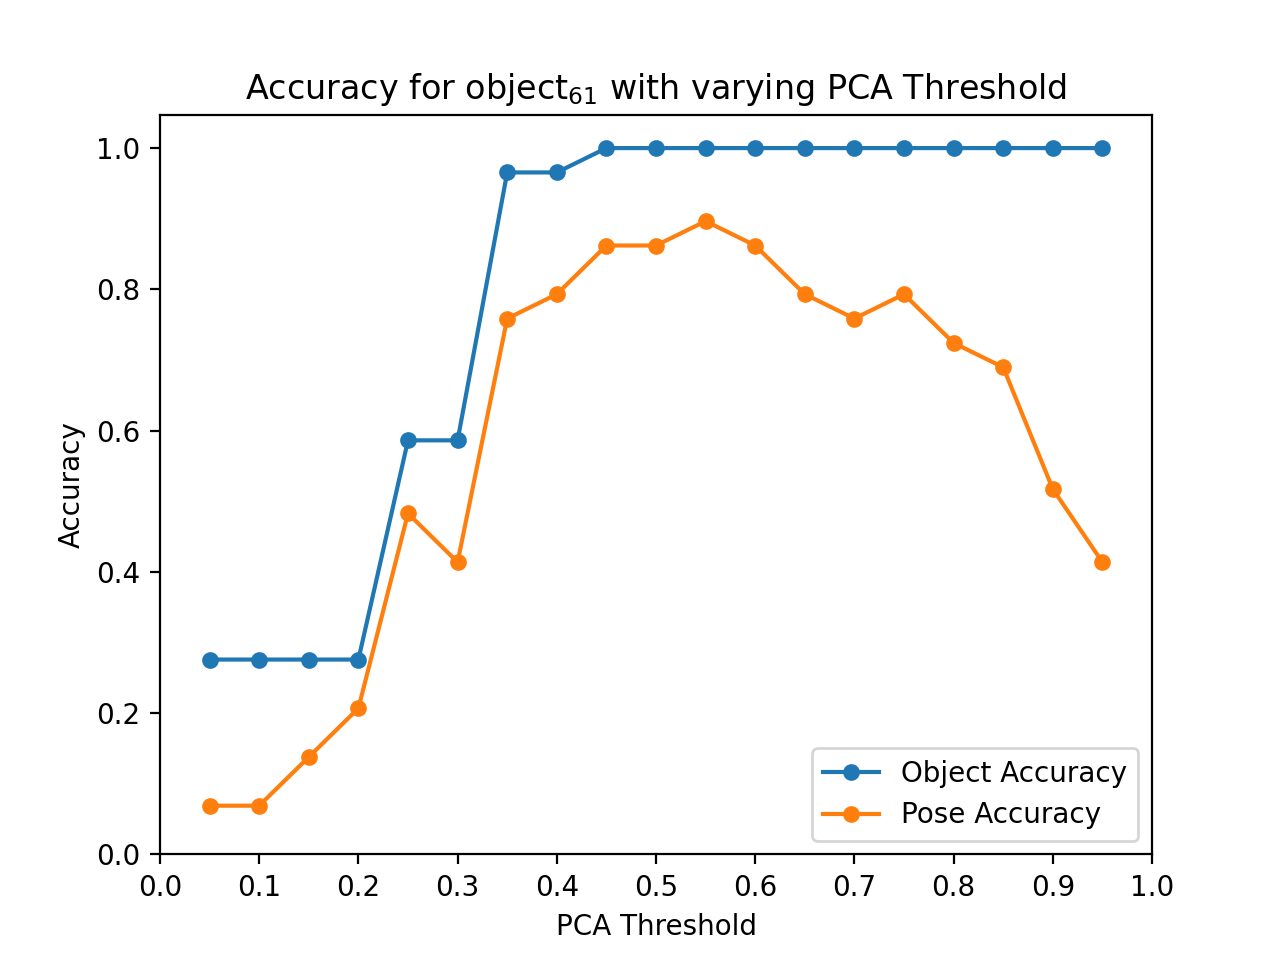 Accuracy for object₆₁ with varying PCA Threshold
1.0
0.8
0.6
0.4
0.2
0.0
Accuracy
Object Accuracy
Pose Accuracy
0.0 0.1 0.2 0.3 0.4 0.5 0.6 0.7 0.8 0.9 1.0
PCA Threshold